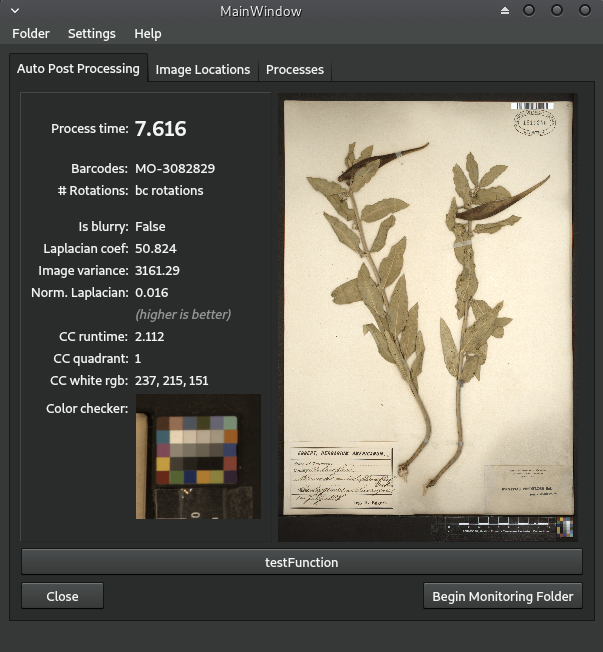 MainWindow
Folder Settings Help
Auto Post Processing Image Locations Processes
Process time: 7.616
Barcodes: MO-3082829
# Rotations: bc rotations
Is blurry: False
Laplacian coef: 50.824
Image variance: 3161.29
Norm. Laplacian: 0.016
(higher is better)
CC runtime: 2.112
CC quadrant: 1
CC white rgb: 237, 215, 151
Color checker:
HERBARIUM AMERICANUM
testFunction
Close Begin Monitoring Folder